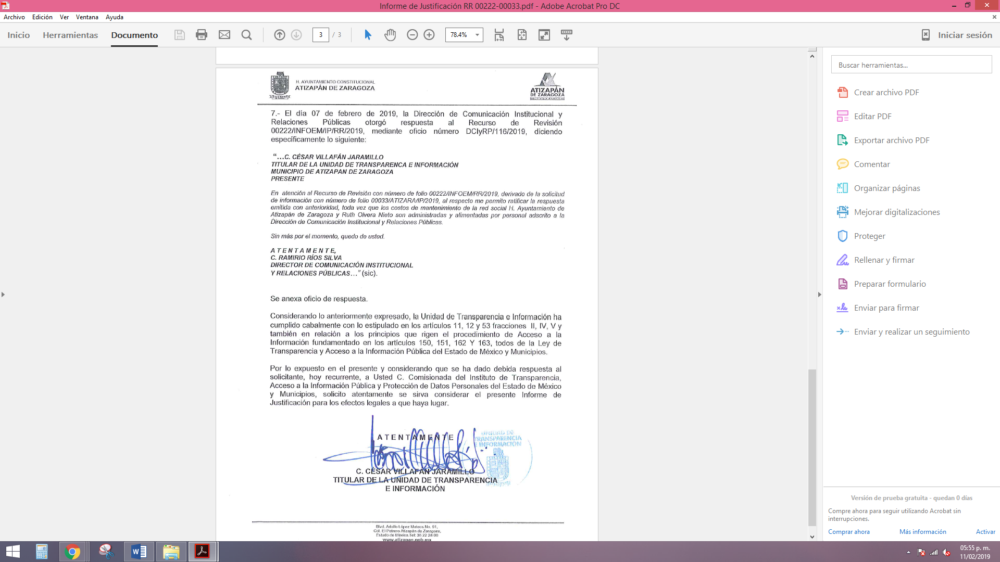 Informe de Justificación RR 00222-00033.pdf - Adobe Acrobat Pro DC
Archivo Edición Ver Ventana Ayuda
Inicio Herramientas Documento 3 / 3 78.4% Iniciar sesión
H. AYUNTAMIENTO CONSTITUCIONAL
ATIZAPÁN DE ZARAGOZA
ATIZAPÁN
DE ZARAGOZA
7.- El día 07 de febrero de 2019, la Dirección de Comunicación Institucional y
Relaciones Públicas otorgó respuesta al Recurso de Revisión
00222/INFOEM/IP/RR/2019, mediante oficio número DCIyRP/116/2019, diciendo
específicamente lo siguiente:
“…C. CÉSAR VILLAFÁN JARAMILLO
TITULAR DE LA UNIDAD DE TRANSPARENCA E INFORMACIÓN
MUNICIPIO DE ATIZAPAN DE ZARAGOZA
PRESENTE
En atención al Recurso de Revisión con número de folio 00222/INFOEM/RR/2019, derivado de la solicitud
de información con número de folio 00033/ATIZARA/IP/2019, al respecto me permito ratificar la respuesta
emitida con anterioridad, toda vez que los costos de mantenimiento de la red social H. Ayuntamiento de
Atizapán de Zaragoza y Ruth Olvera Nieto son administradas y alimentadas por personal adscrito a la
Dirección de Comunicación Institucional y Relaciones Públicas.
Sin más por el momento, quedo de usted.
A T E N T A M E N T E,
C. RAMIRIO RÍOS SILVA
DIRECTOR DE COMUNICACIÓN INSTITUCIONAL
Y RELACIONES PÚBLICAS…” (sic).
Se anexa oficio de respuesta.
Considerando lo anteriormente expresado, la Unidad de Transparencia e Información ha
cumplido cabalmente con lo estipulado en los artículos 11, 12 y 53 fracciones II, IV, V y
también en relación a los principios que rigen el procedimiento de Acceso a la
Información fundamentado en los artículos 150, 151, 162 Y 163, todos de la Ley de
Transparencia y Acceso a la Información Pública del Estado de México y Municipios.
Por lo expuesto en el presente y considerando que se ha dado debida respuesta al
solicitante, hoy recurrente, a Usted C. Comisionada del Instituto de Transparencia,
Acceso a la Información Pública y Protección de Datos Personales del Estado de México
y Municipios, solicito atentamente se sirva considerar el presente Informe de
Justificación para los efectos legales a que haya lugar.
A T E N T A M E N T E
UNIDAD DE
TRANSPARENCIA
E INFORMACION
C. CÉSAR VILLAFÁN JARAMILLO
TITULAR DE LA UNIDAD DE TRANSPARENCIA
E INFORMACIÓN
Blvd. Adolfo López Mateos No. 91,
Col. El Potrero Atizapán de Zaragoza,
Estado de México.Tel: 36 22 28 00
www.atizapan.gob.mx
Buscar herramientas...
Crear archivo PDF
Editar PDF
Exportar archivo PDF
Comentar
Organizar páginas
Mejorar digitalizaciones
Proteger
Rellenar y firmar
Preparar formulario
Enviar para firmar
Enviar y realizar un seguimiento
Versión de prueba gratuita - quedan 0 días
Compre ahora para seguir utilizando Acrobat sin
interrupciones.
Comprar ahora Más información Activar
05:55 p. m.
11/02/2019